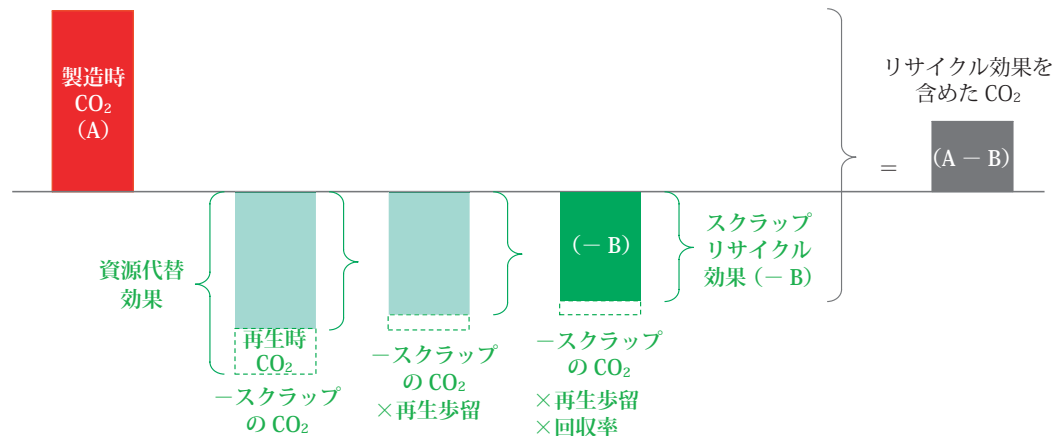 製造時
CO₂
（A）
資源代替
効果
再生時
CO₂
－スクラップ
の CO₂
－スクラップ
の CO₂
×再生歩留
（－ B）
－スクラップ
の CO₂
×再生歩留
×回収率
スクラップ
リサイクル
効果（－ B）
＝
リサイクル効果を
含めた CO₂
（A － B）